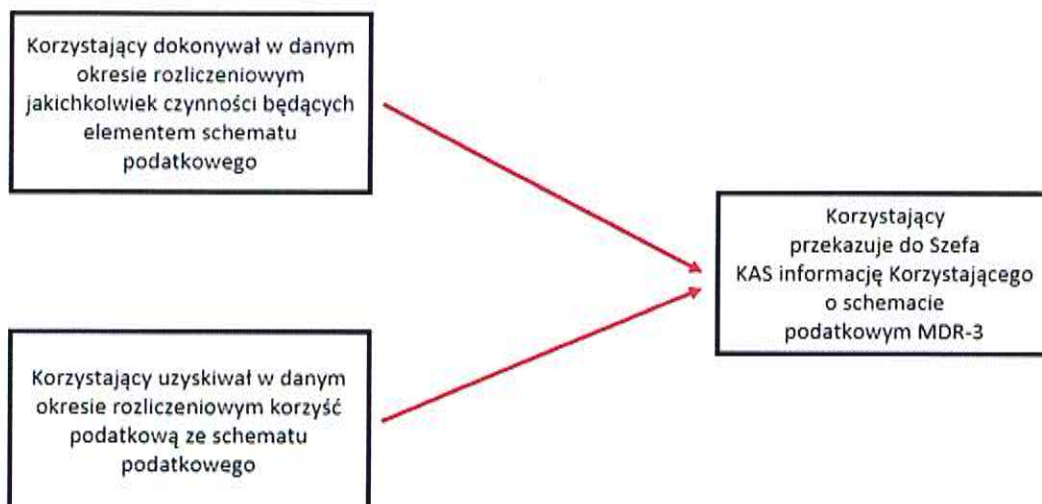 Korzystający dokonywał w danym
okresie rozliczeniowym
jakichkolwiek czynności będących
elementem schematu
podatkowego
Korzystający
przekazuje do Szefa
KAS informację Korzystającego
o schemacie
podatkowym MDR-3
Korzystający uzyskiwał w danym
okresie rozliczeniowym korzyść
podatkową ze schematu
podatkowego